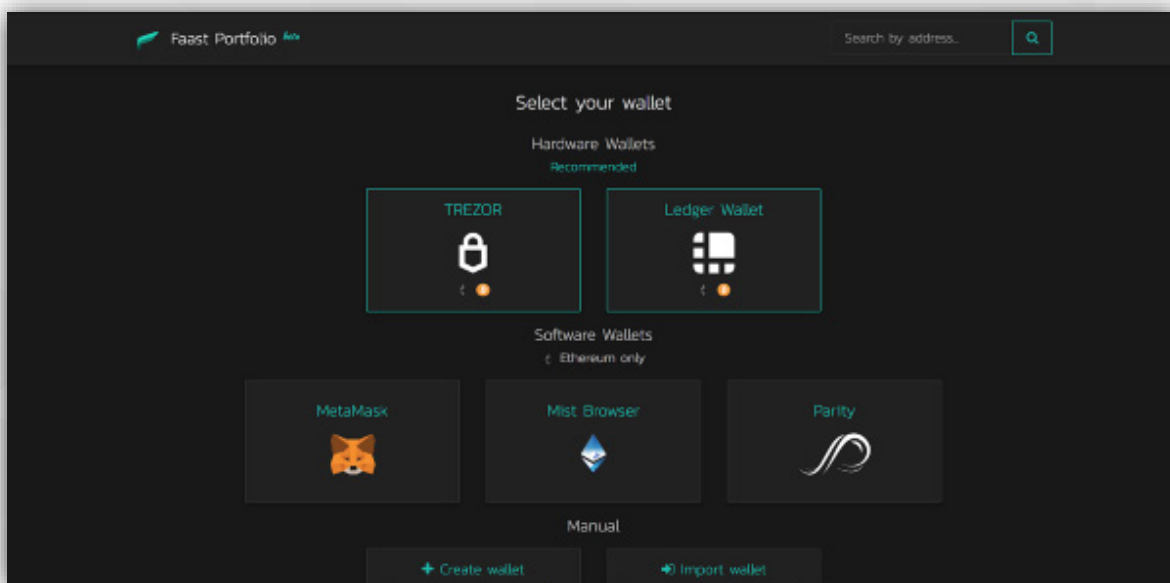 Faast Portfolio Beta
Search by address..
Select your wallet
Hardware Wallets
Recommended
TREZOR
Ledger Wallet
Software Wallets
Ethereum only
MetaMask
Mist Browser
Parity
Manual
Create wallet
Import wallet